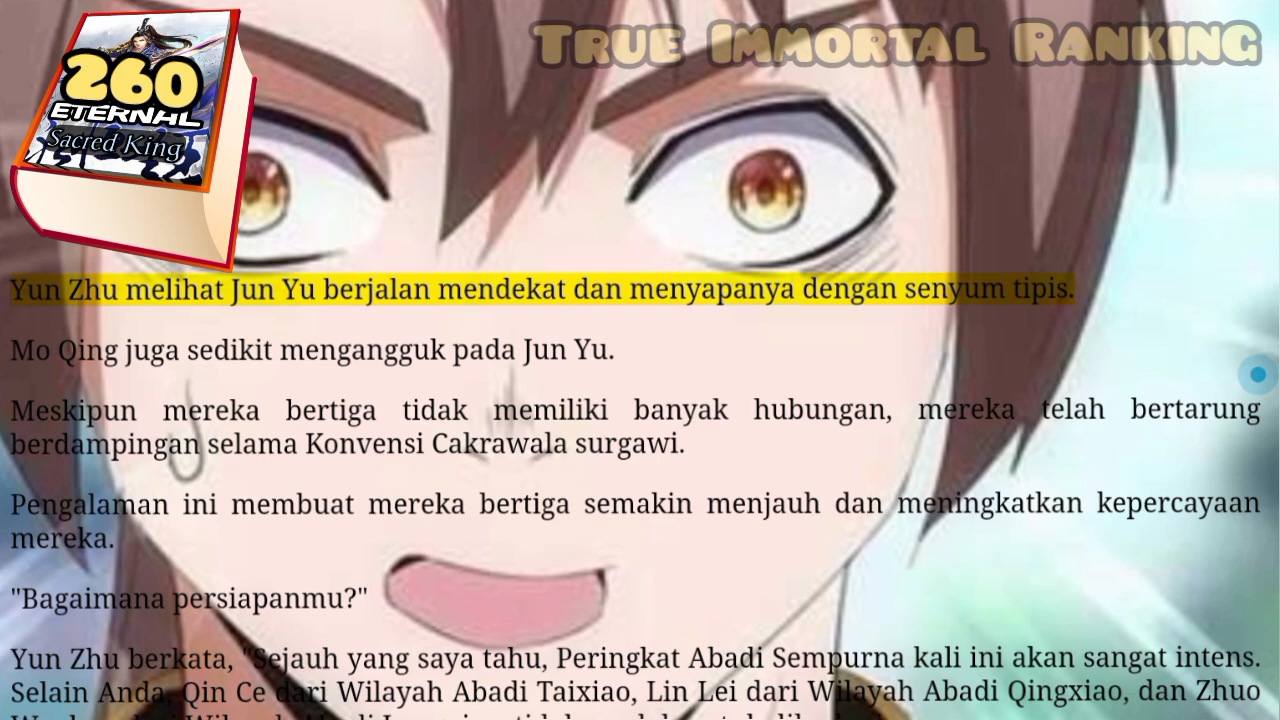 TRUE IMMORTAL RANKING
260
ETERNAL
Sacred King
Yun Zhu melihat Jun Yu berjalan mendekat dan menyapanya dengan senyum tipis.
Mo Qing juga sedikit mengangguk pada Jun Yu.
Meskipun mereka bertiga tidak memiliki banyak hubungan, mereka telah bertarung
berdampingan selama Konvensi Cakrawala surgawi.
Pengalaman ini membuat mereka bertiga semakin menjauh dan meningkatkan kepercayaan
mereka.
"Bagaimana persiapanmu?"
Yun Zhu berkata, "Sejauh yang saya tahu, Peringkat Abadi Sempurna kali ini akan sangat intens.
Selain Anda, Qin Ce dari Wilayah Abadi Taixiao, Lin Lei dari Wilayah Abadi Qingxiao, dan Zhuo